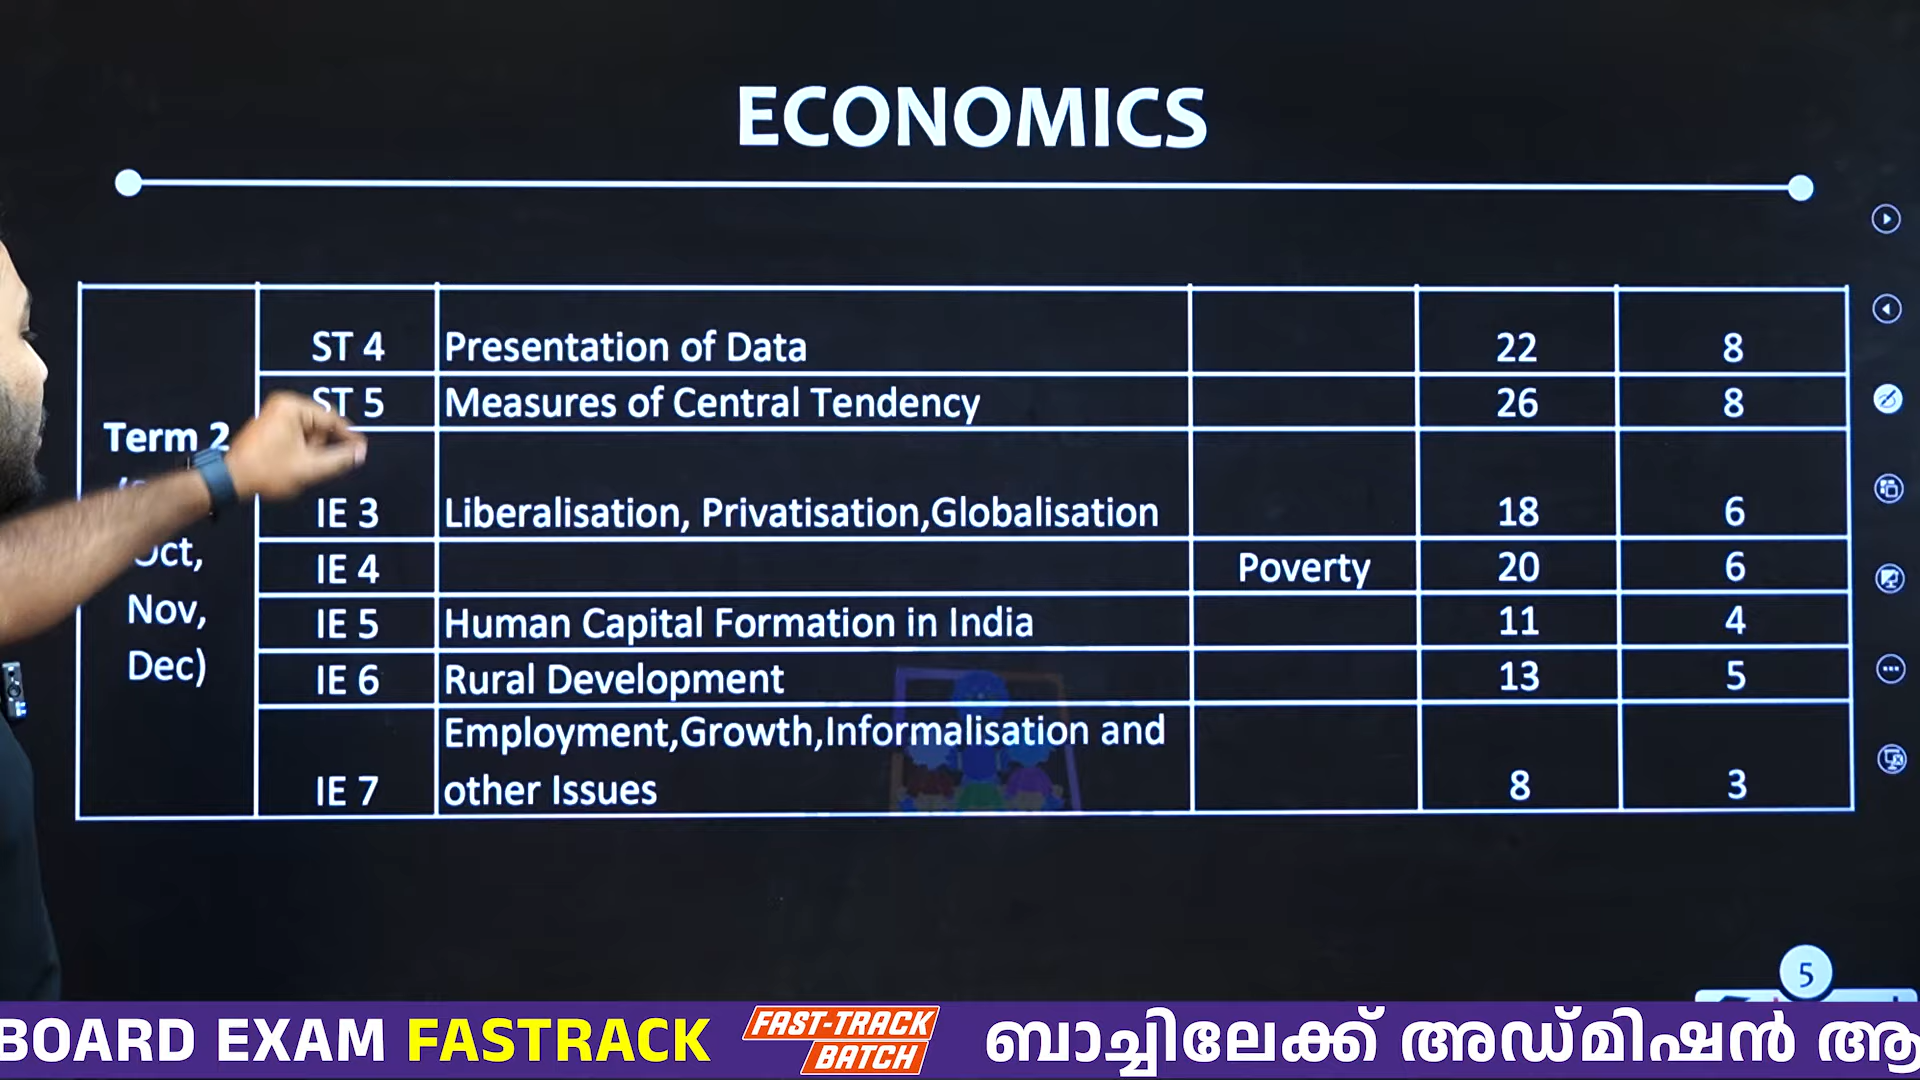 ECONOMICS
ST 4 Presentation of Data 22 8
ST 5 Measures of Central Tendency 26 8
Term 2
IE 3 Liberalisation, Privatisation,Globalisation 18 6
Oct,
IE 4 Poverty 20 6
Nov,
IE 5 Human Capital Formation in India 11 4
Dec)
IE 6 Rural Development 13 5
Employment,Growth,Informalisation and
IE 7 other Issues 8 3
5
BOARD EXAM FASTRACK FAST-TRACK BATCH ബാച്ചിലേക്ക് അഡ്മിഷൻ ആ